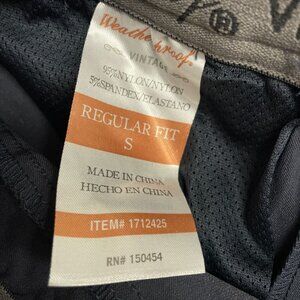 Weatherproof.
VINTAGE
95%NYLON/NYLON
5%SPANDEX/ELASTANO
REGULAR FIT
S
MADE IN CHINA
HECHO EN CHINA
ITEM# 1712425
RN# 150454